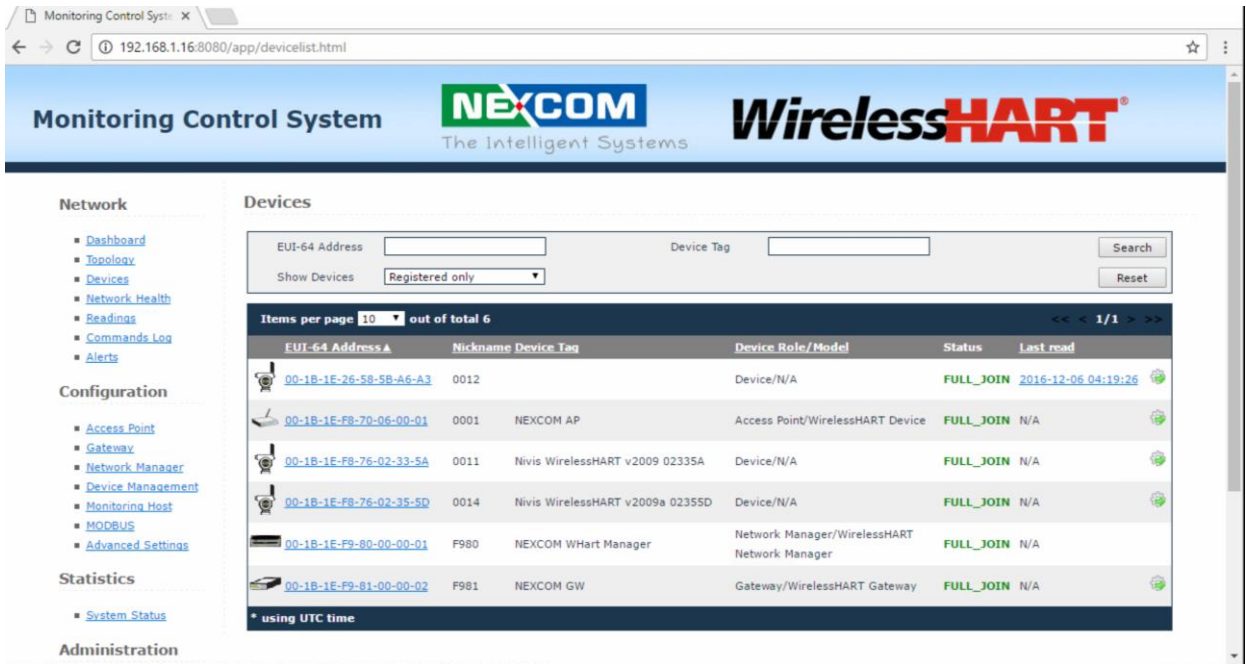 Monitoring Control Syste
192.168.1.16:8080/app/devicelist.html
Monitoring Control System
NEXCOM
The Intelligent Systems
WirelessHART®
Network
Dashboard
Topology
Devices
Network Health
Readings
Commands Log
Alerts
Configuration
Access Point
Gateway
Network Manager
Device Management
Monitoring Host
MODBUS
Advanced Settings
Statistics
System Status
Administration
Devices
EUI-64 Address Device Tag Search
Show Devices Registered only Reset
Items per page 10 out of total 6 << < 1/1 > >>
EUI-64 Address▲ Nickname Device Tag Device Role/Model Status Last read
00-1B-1E-26-58-5B-A6-A3 0012 Device/N/A FULL_JOIN 2016-12-06 04:19:26
00-1B-1E-F8-70-06-00-01 0001 NEXCOM AP Access Point/WirelessHART Device FULL_JOIN N/A
00-1B-1E-F8-76-02-33-5A 0011 Nivis WirelessHART v2009 02335A Device/N/A FULL_JOIN N/A
00-1B-1E-F8-76-02-35-5D 0014 Nivis WirelessHART v2009a 02355D Device/N/A FULL_JOIN N/A
00-1B-1E-F9-80-00-00-01 F980 NEXCOM WHart Manager Network Manager/WirelessHART Network Manager FULL_JOIN N/A
00-1B-1E-F9-81-00-00-02 F981 NEXCOM GW Gateway/WirelessHART Gateway FULL_JOIN N/A
* using UTC time